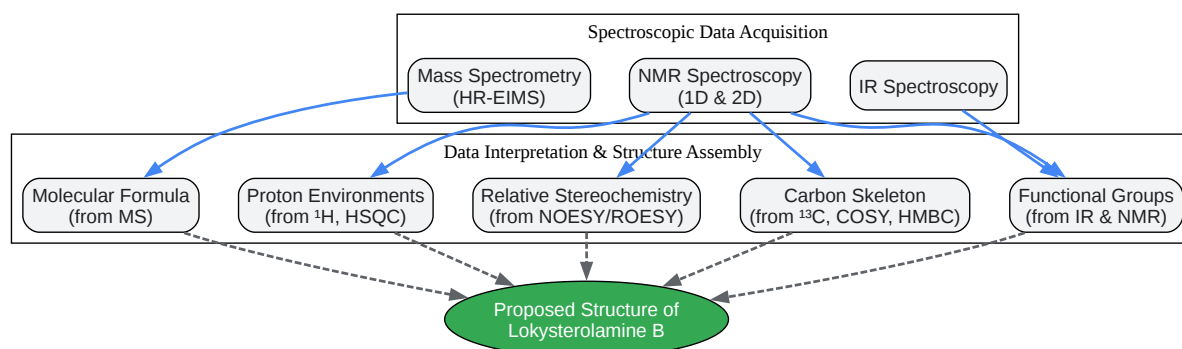 Spectroscopic Data Acquisition
Mass Spectrometry
(HR-EIMS)
NMR Spectroscopy
(1D & 2D)
IR Spectroscopy
Data Interpretation & Structure Assembly
Molecular Formula
(from MS)
Proton Environments
(from ¹H, HSQC)
Relative Stereochemistry
(from NOESY/ROESY)
Carbon Skeleton
(from ¹³C, COSY, HMBC)
Functional Groups
(from IR & NMR)
Proposed Structure of
Lokysterolamine B